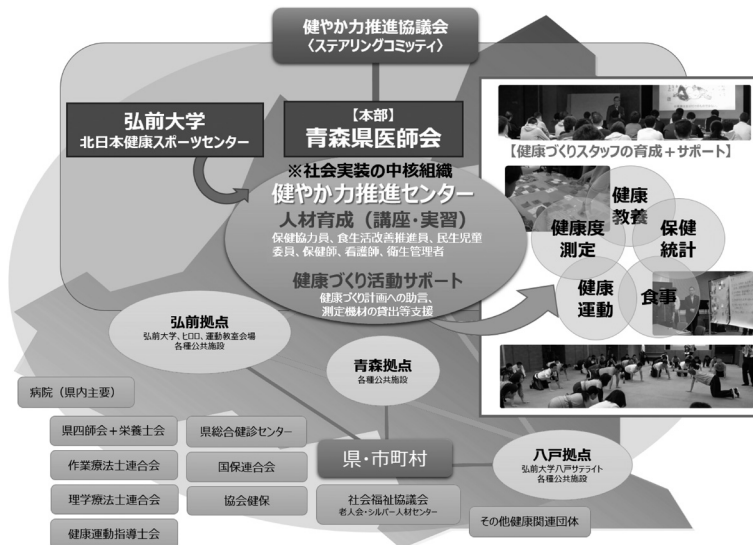 健やか力推進協議会
〈ステアリングコミッティ〉
弘前大学
北日本健康スポーツセンター
【本部】
青森県医師会
※社会実装の中核組織
健やか力推進センター
人材育成（講座・実習）
保健協力員、食生活改善推進員、民生児童
委員、保健師、看護師、衛生管理者
健康づくり活動サポート
健康づくり計画への助言、
測定機材の貸出等支援
【健康づくりスタッフの育成＋サポート】
健康
教養
健康度
測定
保健
統計
健康
運動
食事
弘前拠点
弘前大学、ヒロロ、運動教室会場
各種公共施設
青森拠点
各種公共施設
八戸拠点
弘前大学八戸サテライト
各種公共施設
病院（県内主要）
県四師会＋栄養士会
県総合健診センター
作業療法士連合会
国保連合会
理学療法士連合会
協会健保
健康運動指導士会
県・市町村
社会福祉協議会
老人会・シルバー人材センター
その他健康関連団体